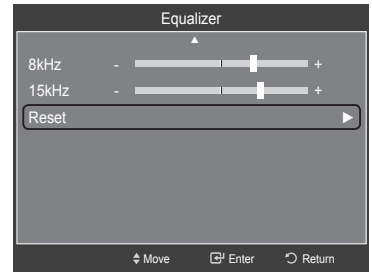 Equalizer
8kHz - +
15kHz - +
Reset
Move Enter Return